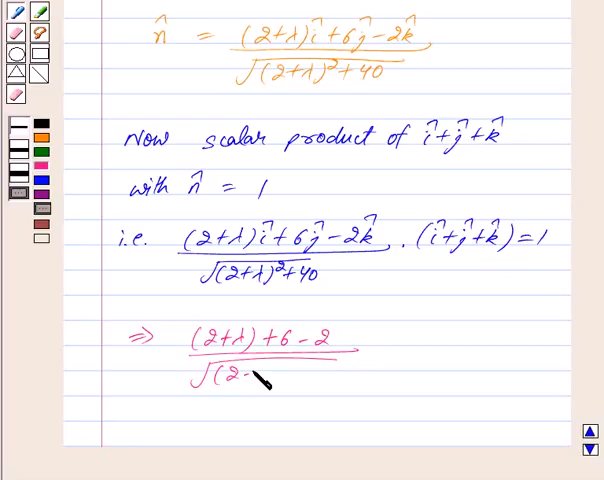 n̂ = (2+λ)î+6ĵ-2k̂ / √(2+λ)²+40
Now scalar product of î+ĵ+k̂
with n̂ = 1
i.e. (2+λ)î+6ĵ-2k̂ / √(2+λ)²+40 . (î+ĵ+k̂)=1
⇒ (2+λ)+6-2 / √(2-